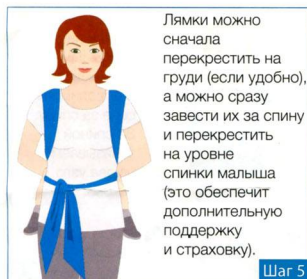 Лямки можно
сначала
перекрестить на
груди (если удобно),
а можно сразу
завести их за спину
и перекрестить
на уровне
спинки малыша
(это обеспечит
дополнительную
поддержку
и страховку).
Шаг 5